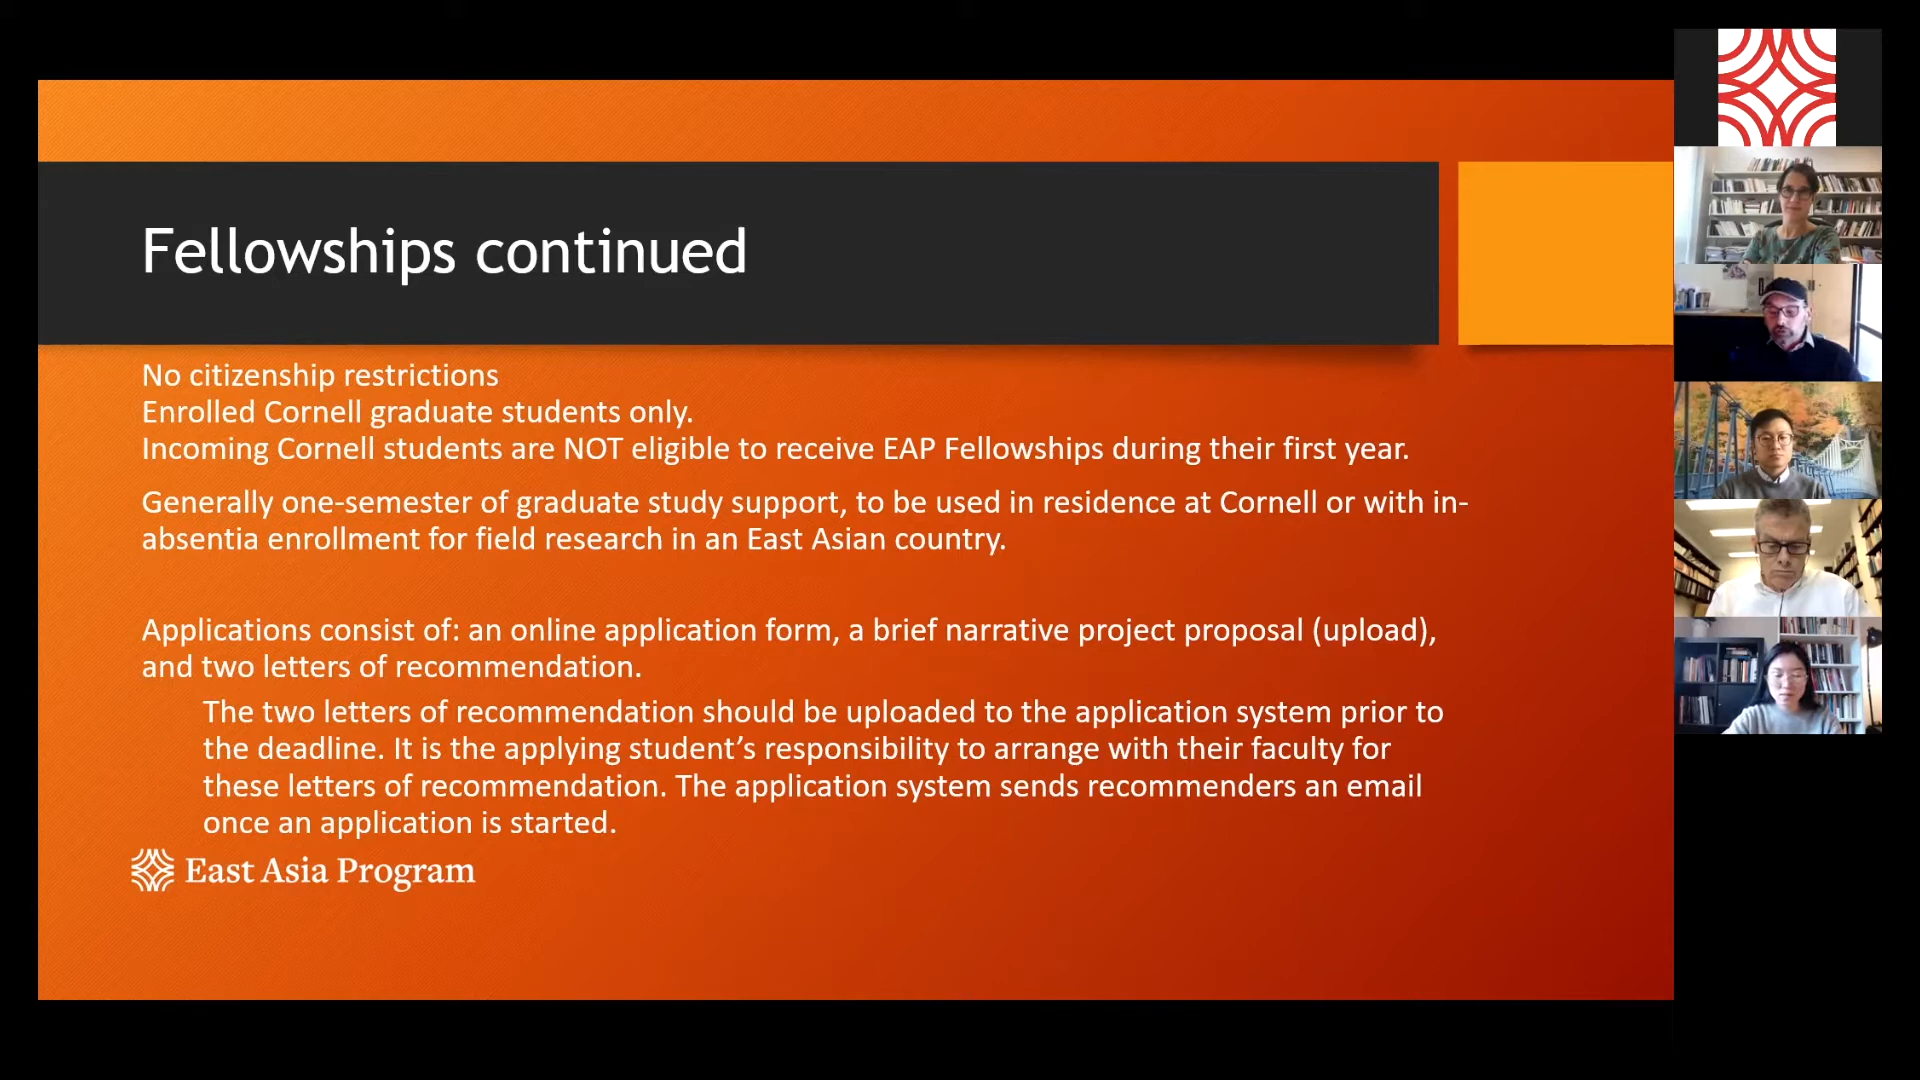 Fellowships continued
No citizenship restrictions
Enrolled Cornell graduate students only.
Incoming Cornell students are NOT eligible to receive EAP Fellowships during their first year.
Generally one-semester of graduate study support, to be used in residence at Cornell or with in-
absentia enrollment for field research in an East Asian country.
Applications consist of: an online application form, a brief narrative project proposal (upload),
and two letters of recommendation.
The two letters of recommendation should be uploaded to the application system prior to
the deadline. It is the applying student’s responsibility to arrange with their faculty for
these letters of recommendation. The application system sends recommenders an email
once an application is started.
East Asia Program